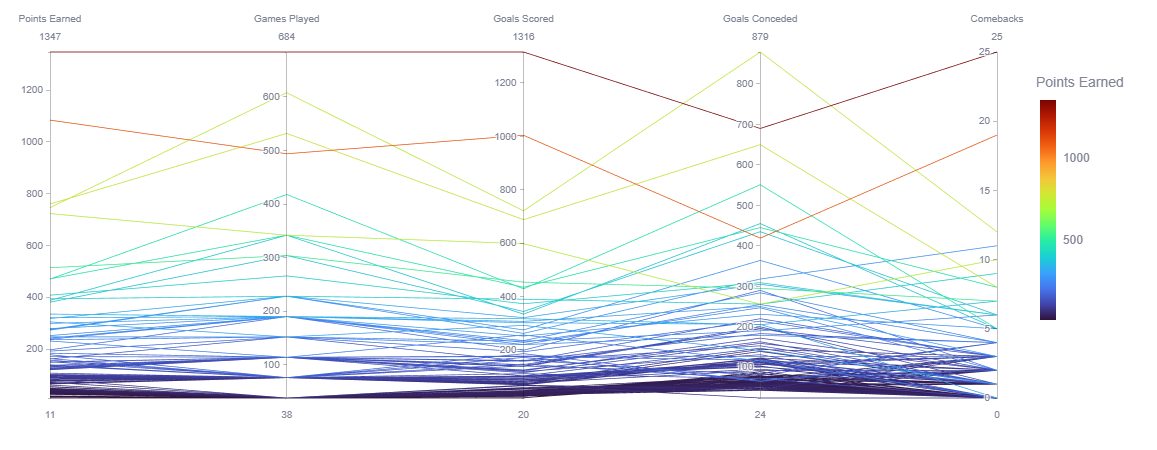 Points Earned Games Played Goals Scored Goals Conceded Comebacks
1347 684 1316 879 25
25
Points Earned
1200 600 1200 800
1000 500 1000 700 20
800 400 800 600 15 1000
600 300 600 500 10 500
400 200 400 400 5
200 100 200 300 0
200
100
11 38 20 24 0